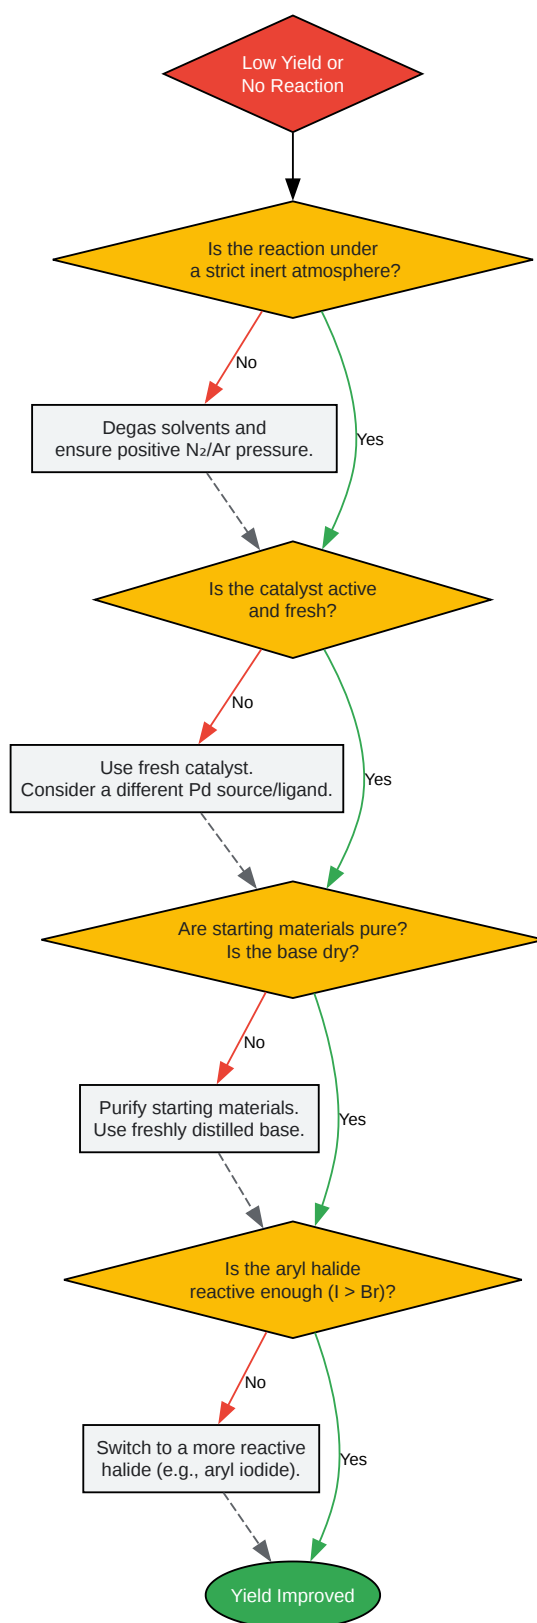 Low Yield or
No Reaction
Is the reaction under
a strict inert atmosphere?
No
Yes
Degas solvents and
ensure positive N₂/Ar pressure.
Is the catalyst active
and fresh?
No
Yes
Use fresh catalyst.
Consider a different Pd source/ligand.
Are starting materials pure?
Is the base dry?
No
Yes
Purify starting materials.
Use freshly distilled base.
Is the aryl halide
reactive enough (I > Br)?
No
Yes
Switch to a more reactive
halide (e.g., aryl iodide).
Yield Improved